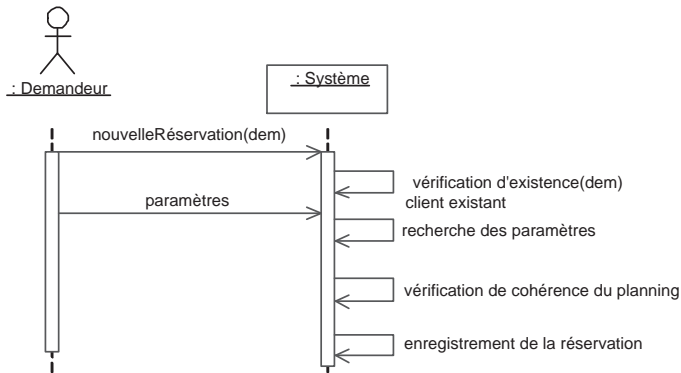 : Demandeur
: Système
nouvelleRéservation(dem)
vérification d'existence(dem)
client existant
paramètres
recherche des paramètres
vérification de cohérence du planning
enregistrement de la réservation